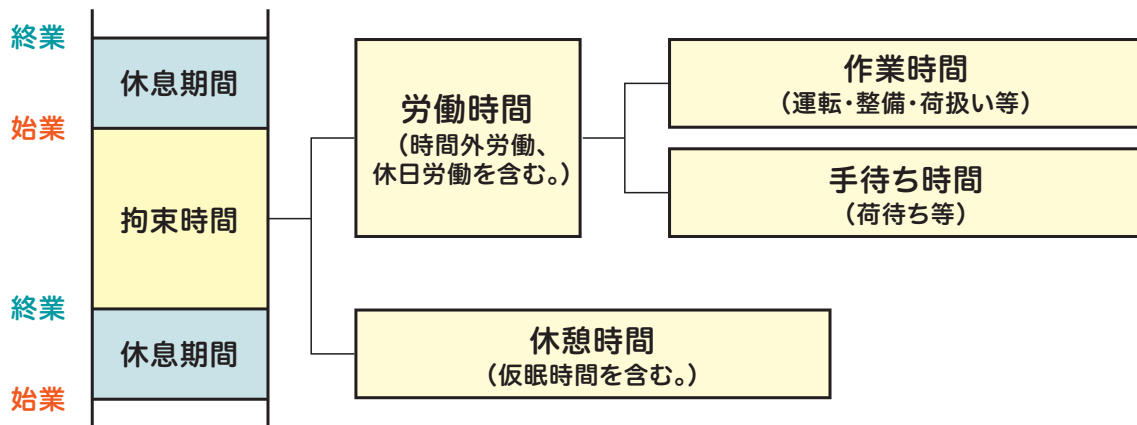 終業
休息期間
始業
拘束時間
終業
休息期間
始業
労働時間
（時間外労働、
休日労働を含む。）
作業時間
（運転・整備・荷扱い等）
手待ち時間
（荷待ち等）
休憩時間
（仮眠時間を含む。）